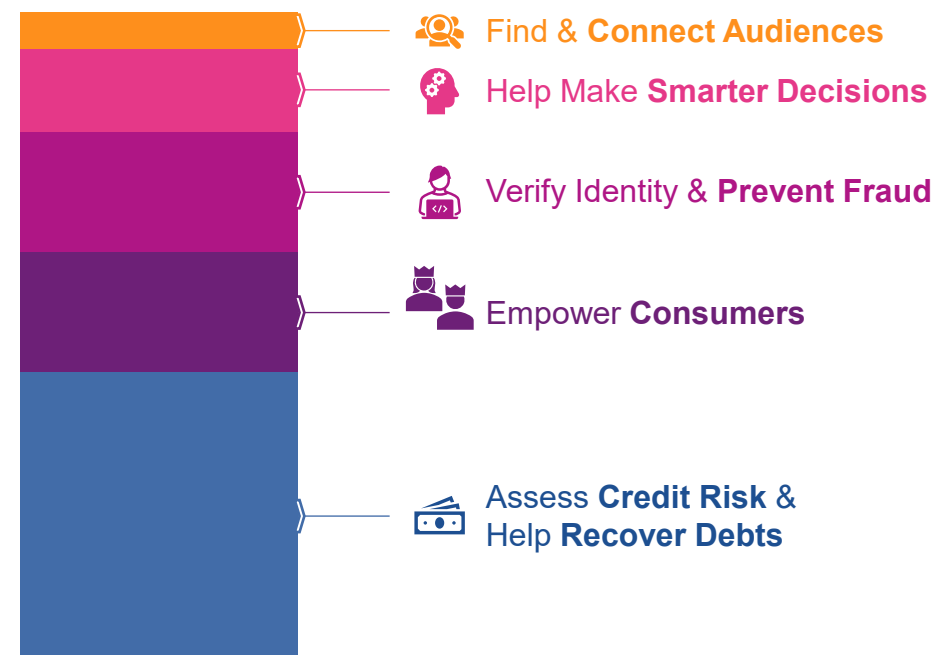 Find & Connect Audiences
Help Make Smarter Decisions
</>
Verify Identity & Prevent Fraud
Empower Consumers
Assess Credit Risk &
Help Recover Debts